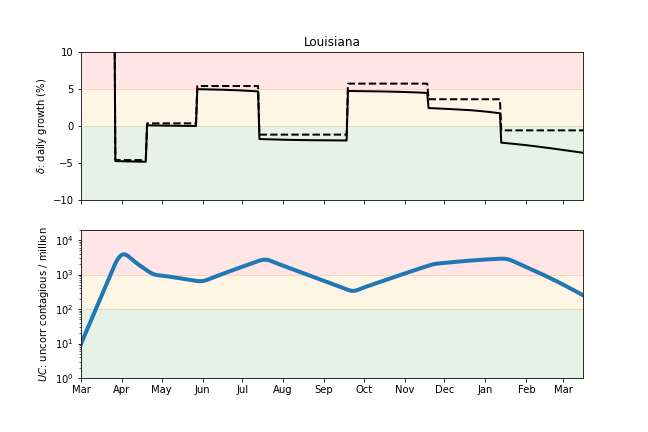 Louisiana
δ: daily growth (%)
10
5
0
−5
−10
UC: uncorr contagious / million
10⁴
10³
10²
10¹
10⁰
Mar Apr May Jun Jul Aug Sep Oct Nov Dec Jan Feb Mar